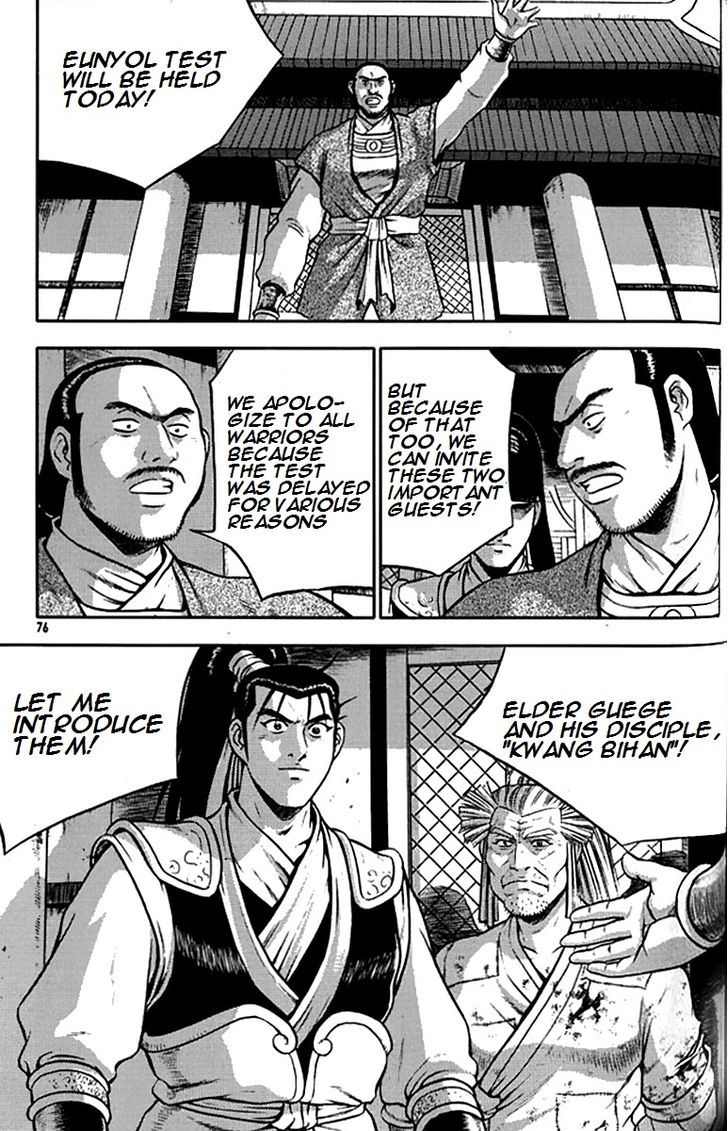 EUNYOL TEST
WILL BE HELD
TODAY!
WE APOLO-
GIZE TO ALL
WARRIORS
BECAUSE
THE TEST
WAS DELAYED
FOR VARIOUS
REASONS
BUT
BECAUSE
OF THAT
TOO, WE
CAN INVITE
THESE TWO
IMPORTANT
GUESTS!
76
LET ME
INTRODUCE
THEM!
ELDER GUEGE
AND HIS DISCIPLE,
"KWANG BIHAN"!